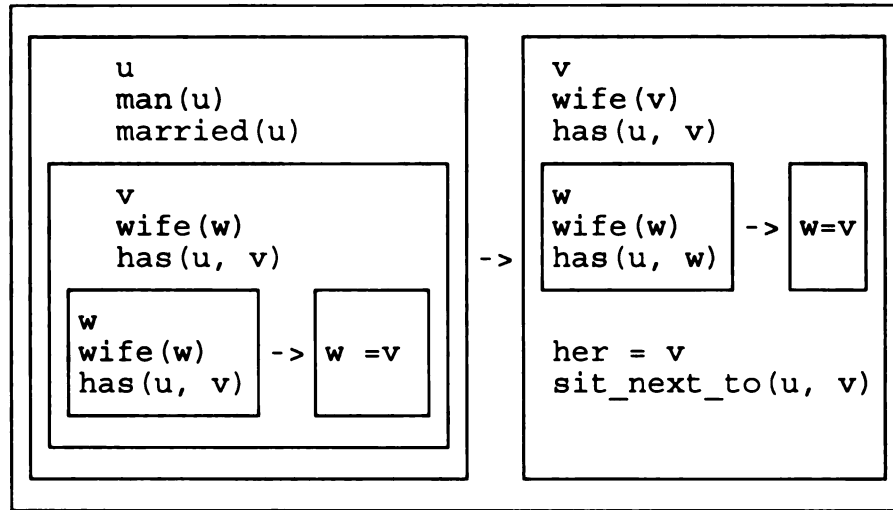 u
man(u)
married(u)
v
wife(w)
has(u, v)
w
wife(w)
has(u, v)
->
w =v
->
v
wife(v)
has(u, v)
w
wife(w)
has(u, w)
->
w=v
her = v
sit_next_to(u, v)